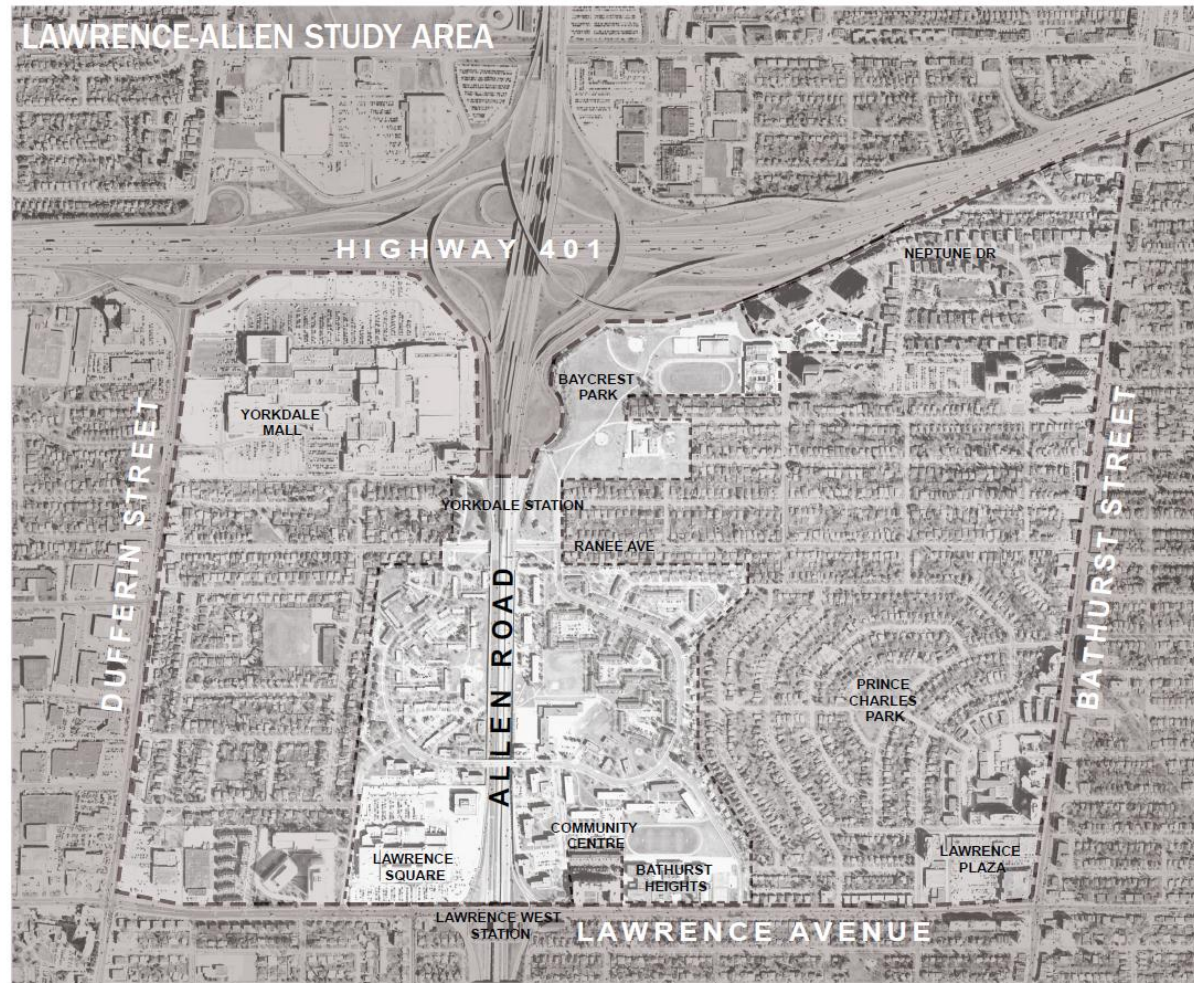 LAWRENCE-ALLEN STUDY AREA
HIGHWAY 401
NEPTUNE DR
BAYCREST
PARK
YORKDALE
MALL
DUFFERIN STREET
BATHURST STREET
YORKDALE STATION
RANEE AVE
ALLEN ROAD
PRINCE
CHARLES
PARK
COMMUNITY
CENTRE
LAWRENCE
SQUARE
BATHURST
HEIGHTS
LAWRENCE
PLAZA
LAWRENCE WEST
STATION
LAWRENCE AVENUE